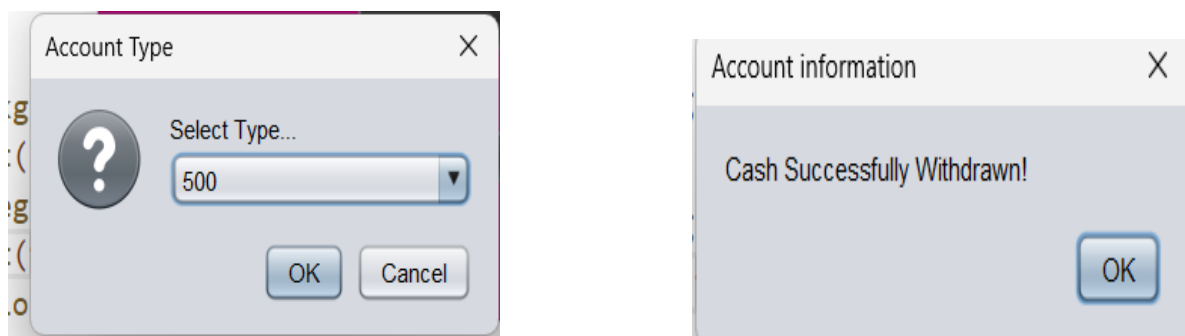 Account Type
Select Type...
500
OK Cancel
Account information
Cash Successfully Withdrawn!
OK